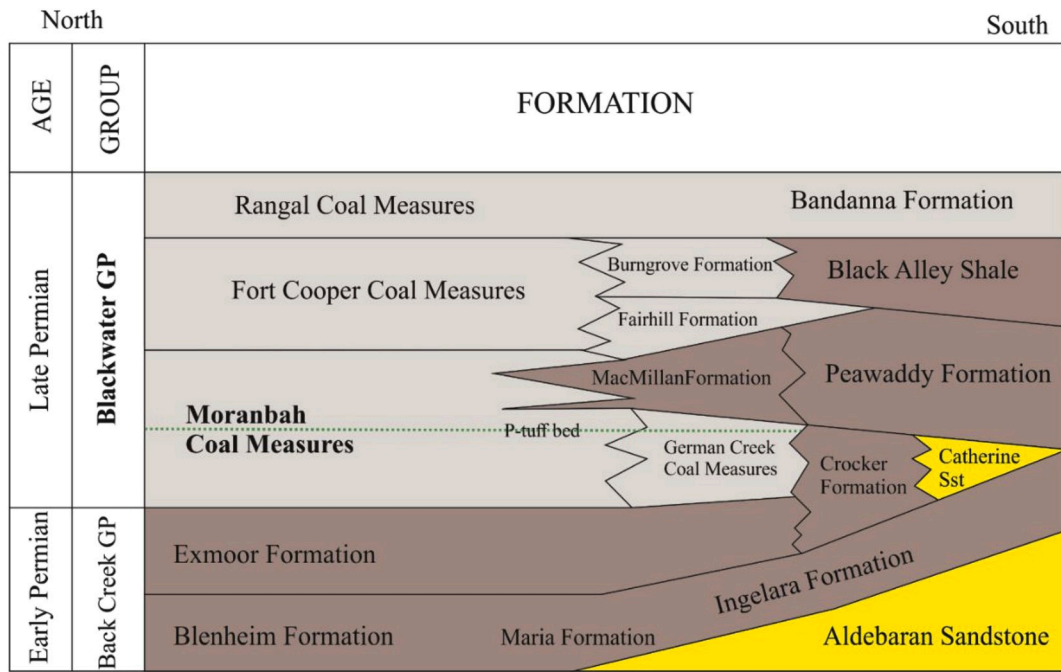 North
South
AGE
GROUP
FORMATION
Late Permian
Blackwater GP
Rangal Coal Measures
Bandanna Formation
Fort Cooper Coal Measures
Burngrove Formation
Black Alley Shale
Fairhill Formation
MacMillanFormation
Peawaddy Formation
Moranbah
Coal Measures
P-tuff bed
German Creek
Coal Measures
Crocker
Formation
Catherine
Sst
Early Permian
Back Creek GP
Exmoor Formation
Ingelara Formation
Blenheim Formation
Maria Formation
Aldebaran Sandstone